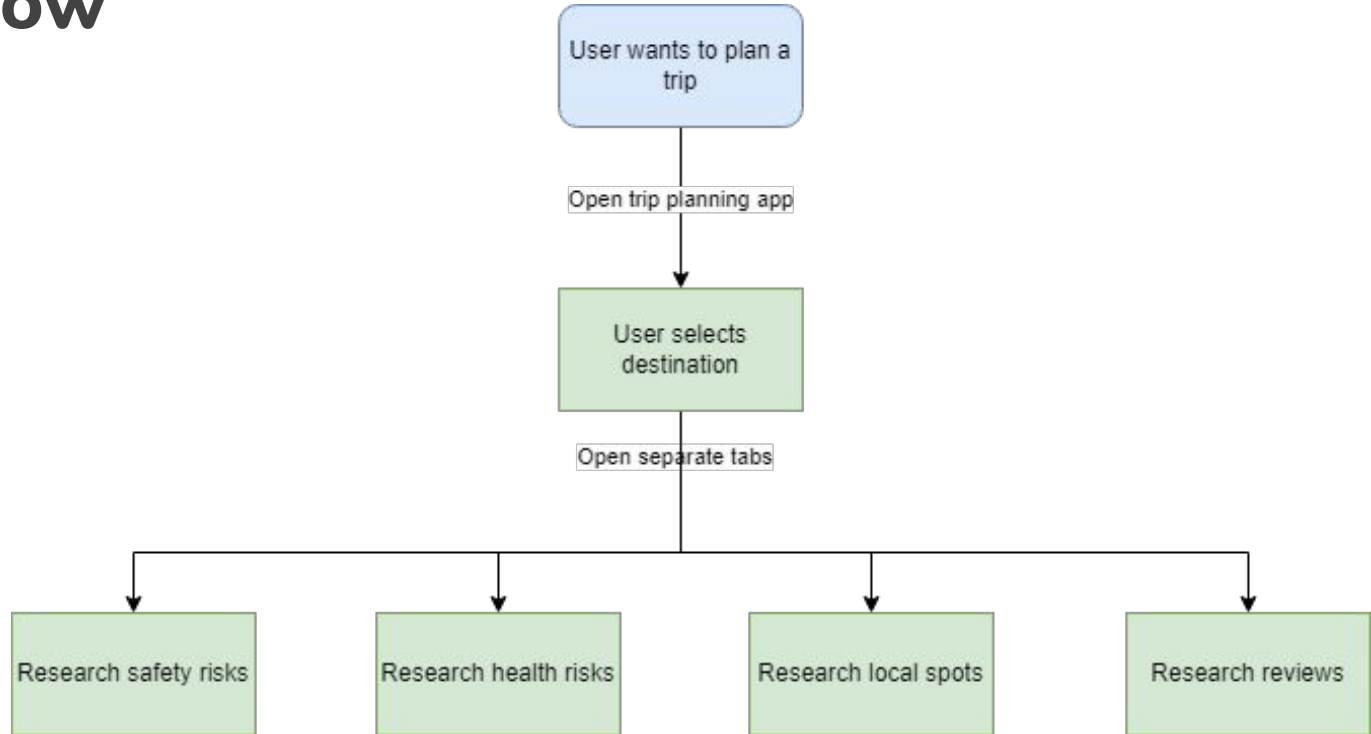 ow
User wants to plan a
trip
Open trip planning app
User selects
destination
Open separate tabs
Research safety risks
Research health risks
Research local spots
Research reviews